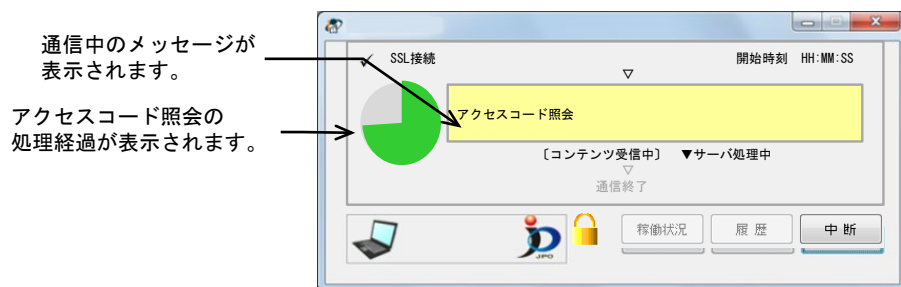 通信中のメッセージが
表示されます。
アクセスコード照会の
処理経過が表示されます。
✓ SSL接続 開始時刻 HH:MM:SS
▽
アクセスコード照会
〔コンテンツ受信中〕 ▼サーバ処理中
▽
通信終了
JPO
稼働状況 履 歴 中 断